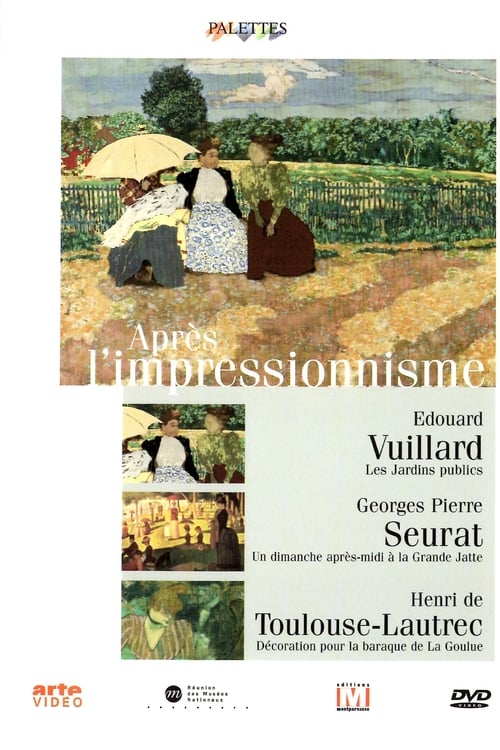 PALETTES
Après
l'impressionnisme
Edouard
Vuillard
Les Jardins publics
Georges Pierre
Seurat
Un dimanche après-midi à la Grande Jatte
Henri de
Toulouse-Lautrec
Décoration pour la baraque de La Goulue
arte
VIDEO
m
Réunion
des Musées
Nationaux
editions
M
montparnasse
DVD
VIDEO